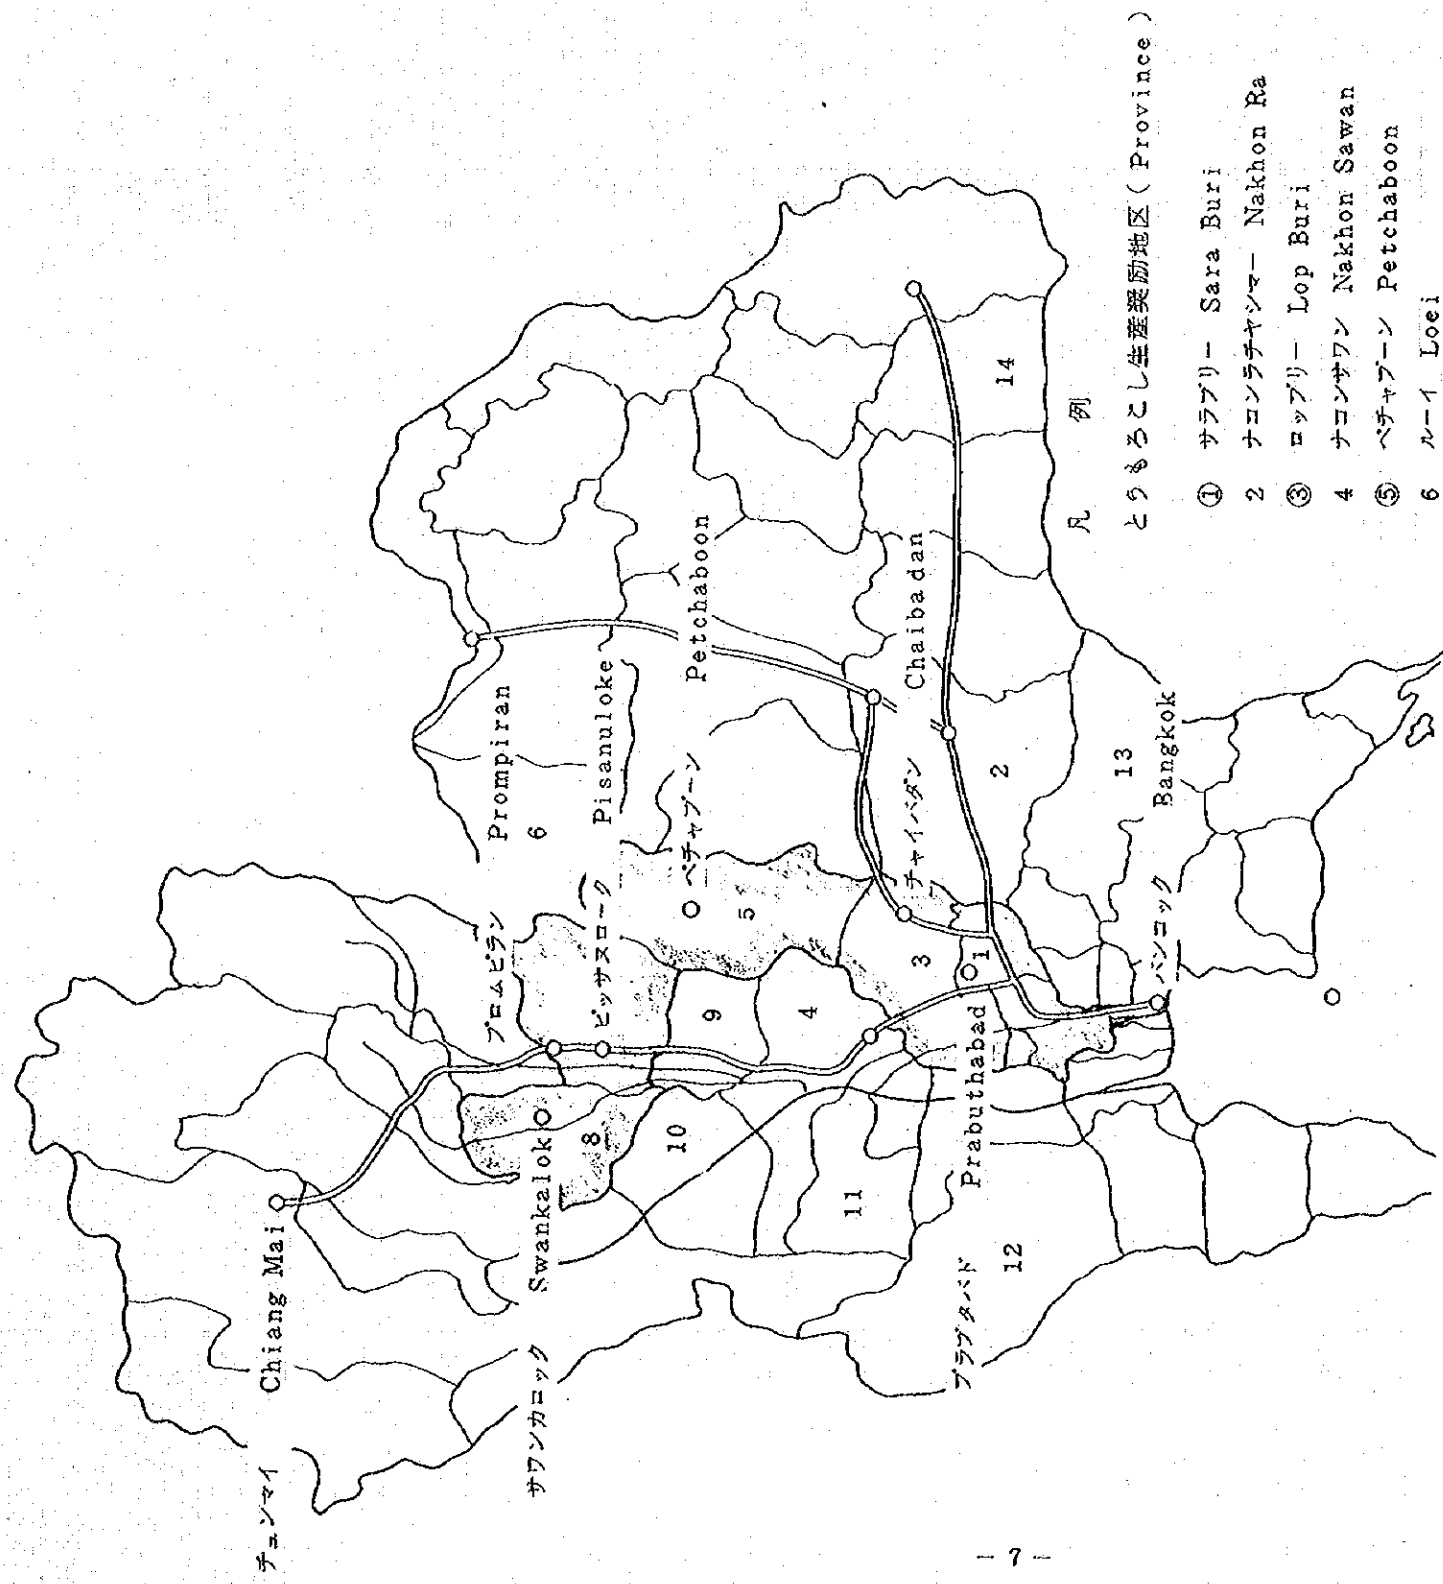 チェンマイ
Chiang Mai
サワンカロック
Swankalok
プロムピラン
Prompiran
6
ピッサヌローク
Pisanuloke
8
ペチャブーン
Petchaboon
5
9
10
4
11
3
チャイバダン
Chaibadan
1
プラブタバド
Prabuthabad
12
2
14
13
バンコック
Bangkok
凡例
とうもろこし生産奨励地区(Province)
① サラブリー Sara Buri
2 ナコンラチヤシマー Nakhon Ra
③ ロップリー Lop Buri
4 ナコンサワン Nakhon Sawan
⑤ ペチャブーン Petchaboon
6 ルーイ Loei
- 7 -